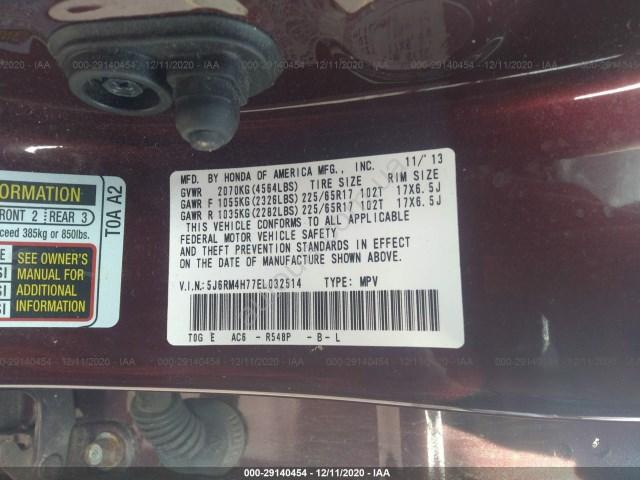 000-29140454 - 12/11/2020 - IAA
MFD. BY HONDA OF AMERICA MFG., INC. 11/'13
GVWR 2070KG(4564LBS) TIRE SIZE RIM SIZE
GAWR F 1055KG(2326LBS) 225/65R17 102T 17X6.5J
GAWR R 1035KG(2282LBS) 225/65R17 102T 17X6.5J
THIS VEHICLE CONFORMS TO ALL APPLICABLE
FEDERAL MOTOR VEHICLE SAFETY
AND THEFT PREVENTION STANDARDS IN EFFECT
ON THE DATE OF MANUFACTURE SHOWN ABOVE.
V.I.N:5J6RM4H77EL032514 TYPE: MPV
T0G E AC6 - R548P - B - L
FRONT 2 REAR 3
385kg or 850lbs.
SEE OWNER'S
MANUAL FOR
ADDITIONAL
INFORMATION
T0A A2
000-29140454 - 12/11/2020 - IAA